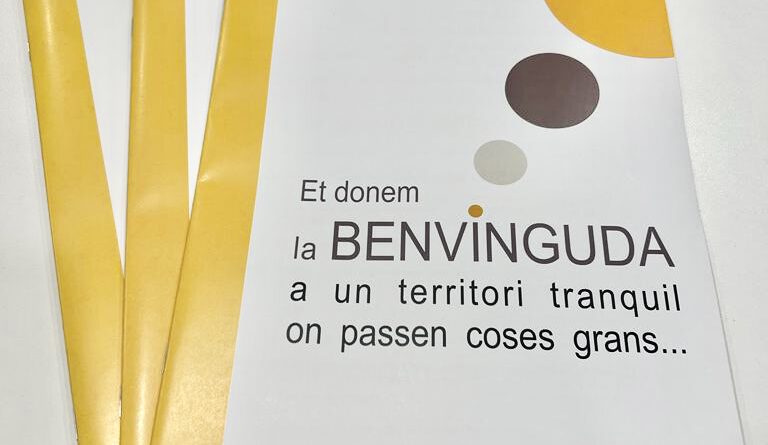 Et donem
la BENVINGUDA
a un territori tranquil
on passen coses grans...